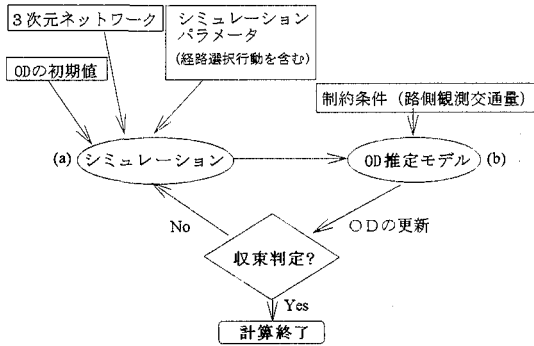 ３次元ネットワーク
シミュレーション
パラメータ
(経路選択行動を含む)
ODの初期値
制約条件（路側観測交通量）
(a) シミュレーション
OD推定モデル (b)
No
ＯＤの更新
収束判定?
Yes
計算終了